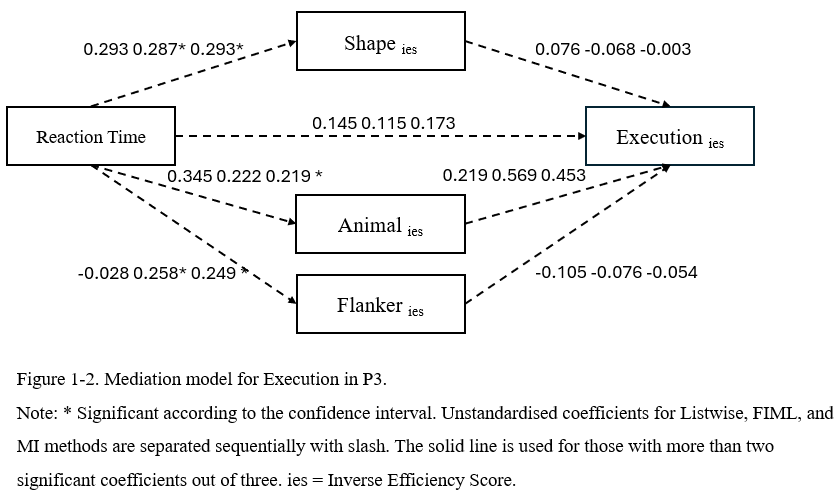 Shape ies
0.293 0.287* 0.293*
0.076 -0.068 -0.003
Reaction Time
0.145 0.115 0.173
Execution ies
0.345 0.222 0.219 *
0.219 0.569 0.453
Animal ies
-0.028 0.258* 0.249 *
-0.105 -0.076 -0.054
Flanker ies
Figure 1-2. Mediation model for Execution in P3.
Note: * Significant according to the confidence interval. Unstandardised coefficients for Listwise, FIML, and
MI methods are separated sequentially with slash. The solid line is used for those with more than two
significant coefficients out of three. ies = Inverse Efficiency Score.